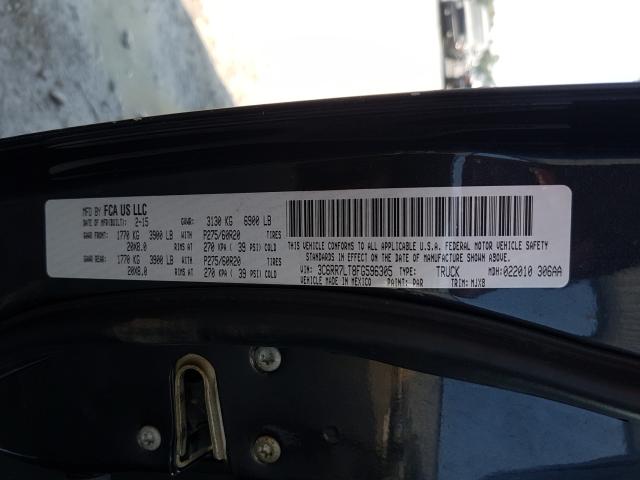 MFD BY FCA US LLC
DATE OF MFR(BUILT): 2-15 GVWR: 3130 KG 6900 LB
GAWR FRONT: 1770 KG 3900 LB WITH P275/60R20 TIRES
20X8.0 RIMS AT 270 KPA ( 39 PSI) COLD
GAWR REAR: 1770 KG 3900 LB WITH P275/60R20 TIRES
20X8.0 RIMS AT 270 KPA ( 39 PSI) COLD
THIS VEHICLE CONFORMS TO ALL APPLICABLE U.S.A. FEDERAL MOTOR VEHICLE SAFETY
STANDARDS IN EFFECT ON THE DATE OF MANUFACTURE SHOWN ABOVE.
VIN: 3C6RR7LT8FG596305 TYPE: TRUCK MDH:022010 306AA
VEHICLE MADE IN MEXICO PAINT: PAR TRIM: MJX8